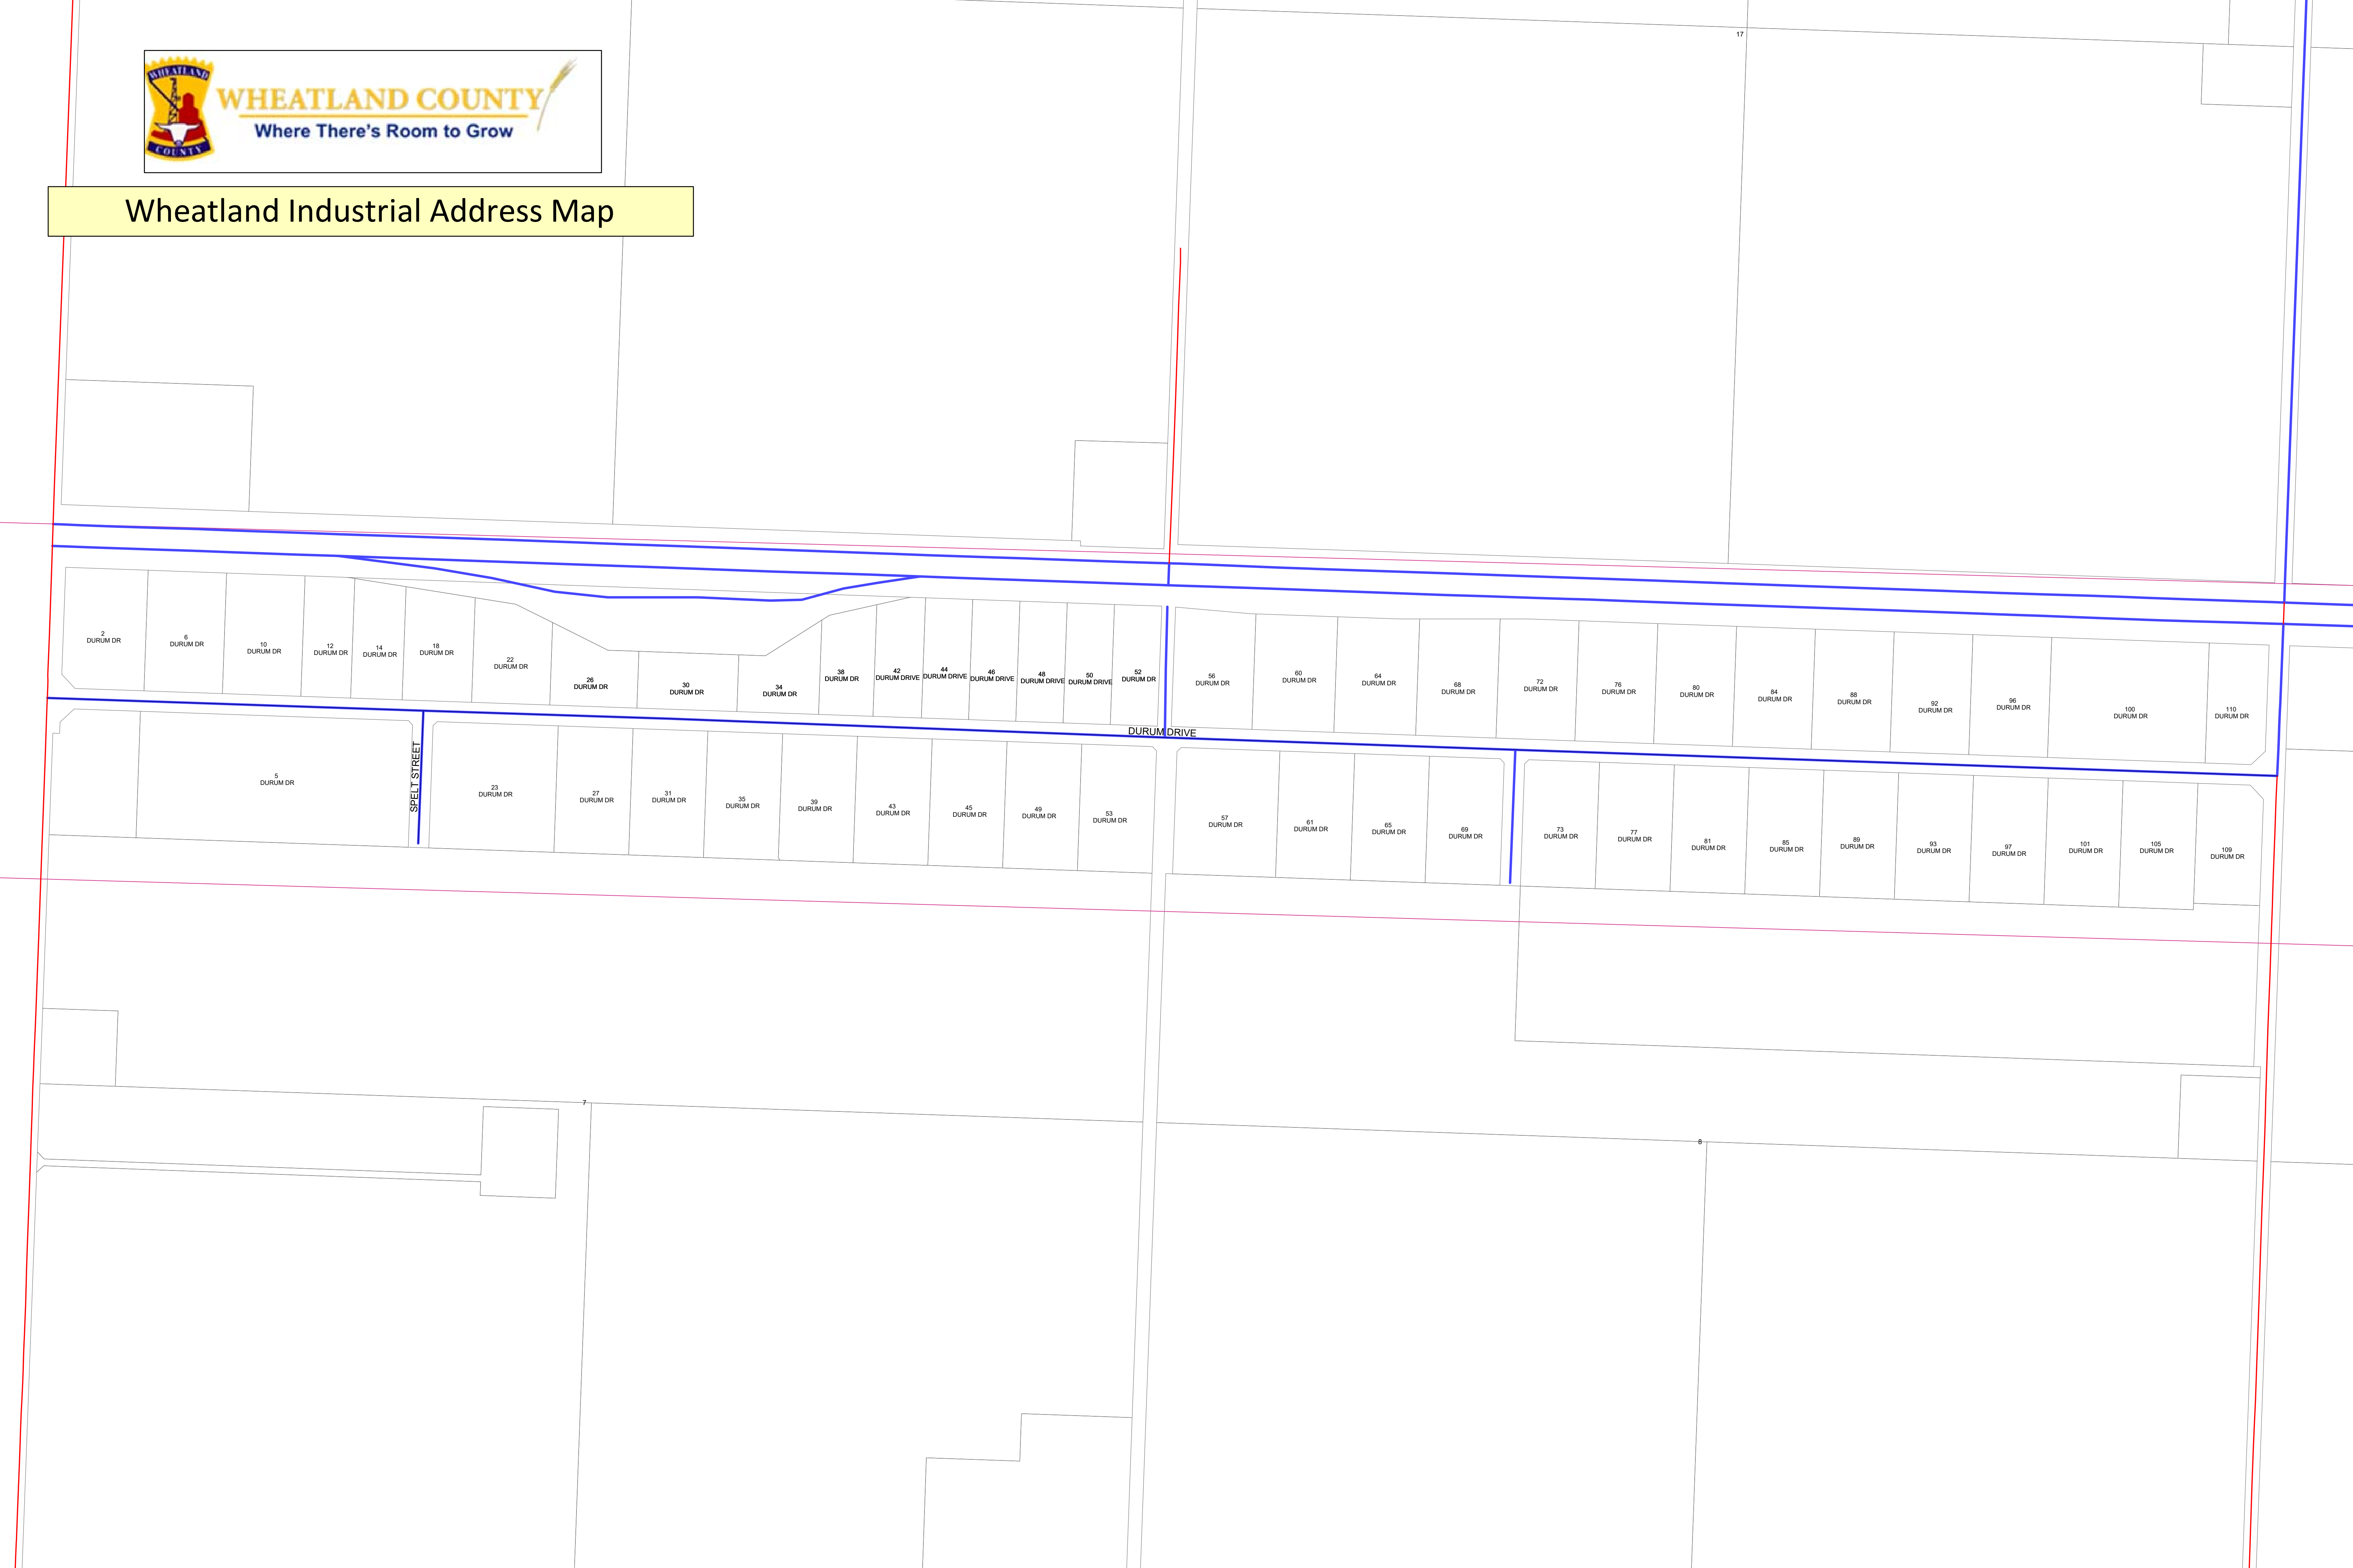 17
WHEATLAND
COUNTY
WHEATLAND COUNTY
Where There's Room to Grow
Wheatland Industrial Address Map
2
DURUM DR
6
DURUM DR
10
DURUM DR
12
DURUM DR
14
DURUM DR
18
DURUM DR
22
DURUM DR
26
DURUM DR
30
DURUM DR
34
DURUM DR
38
DURUM DR
42
DURUM DRIVE
44
DURUM DRIVE
46
DURUM DRIVE
48
DURUM DRIVE
50
DURUM DRIVE
52
DURUM DR
56
DURUM DR
60
DURUM DR
64
DURUM DR
68
DURUM DR
72
DURUM DR
76
DURUM DR
80
DURUM DR
84
DURUM DR
88
DURUM DR
92
DURUM DR
96
DURUM DR
100
DURUM DR
110
DURUM DR
DURUM DRIVE
5
DURUM DR
SPELT STREET
23
DURUM DR
27
DURUM DR
31
DURUM DR
35
DURUM DR
39
DURUM DR
43
DURUM DR
45
DURUM DR
49
DURUM DR
53
DURUM DR
57
DURUM DR
61
DURUM DR
65
DURUM DR
69
DURUM DR
73
DURUM DR
77
DURUM DR
81
DURUM DR
85
DURUM DR
89
DURUM DR
93
DURUM DR
97
DURUM DR
101
DURUM DR
105
DURUM DR
109
DURUM DR
7
8